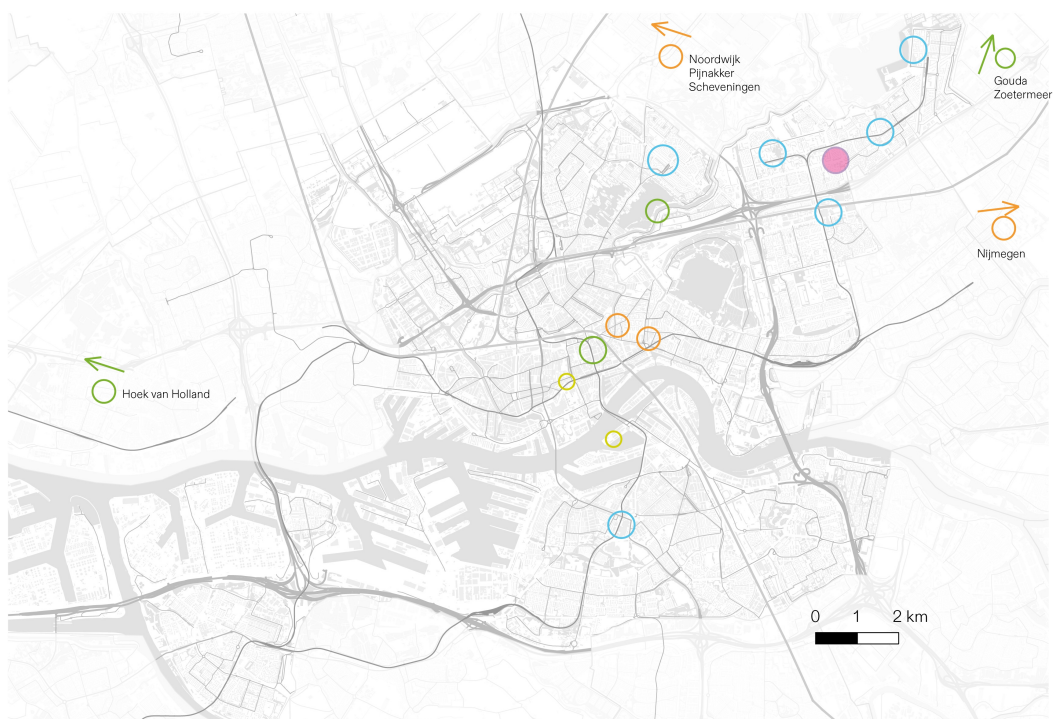 Noordwijk
Pijnakker
Scheveningen
Gouda
Zoetermeer
Nijmegen
Hoek van Holland
0 1 2 km